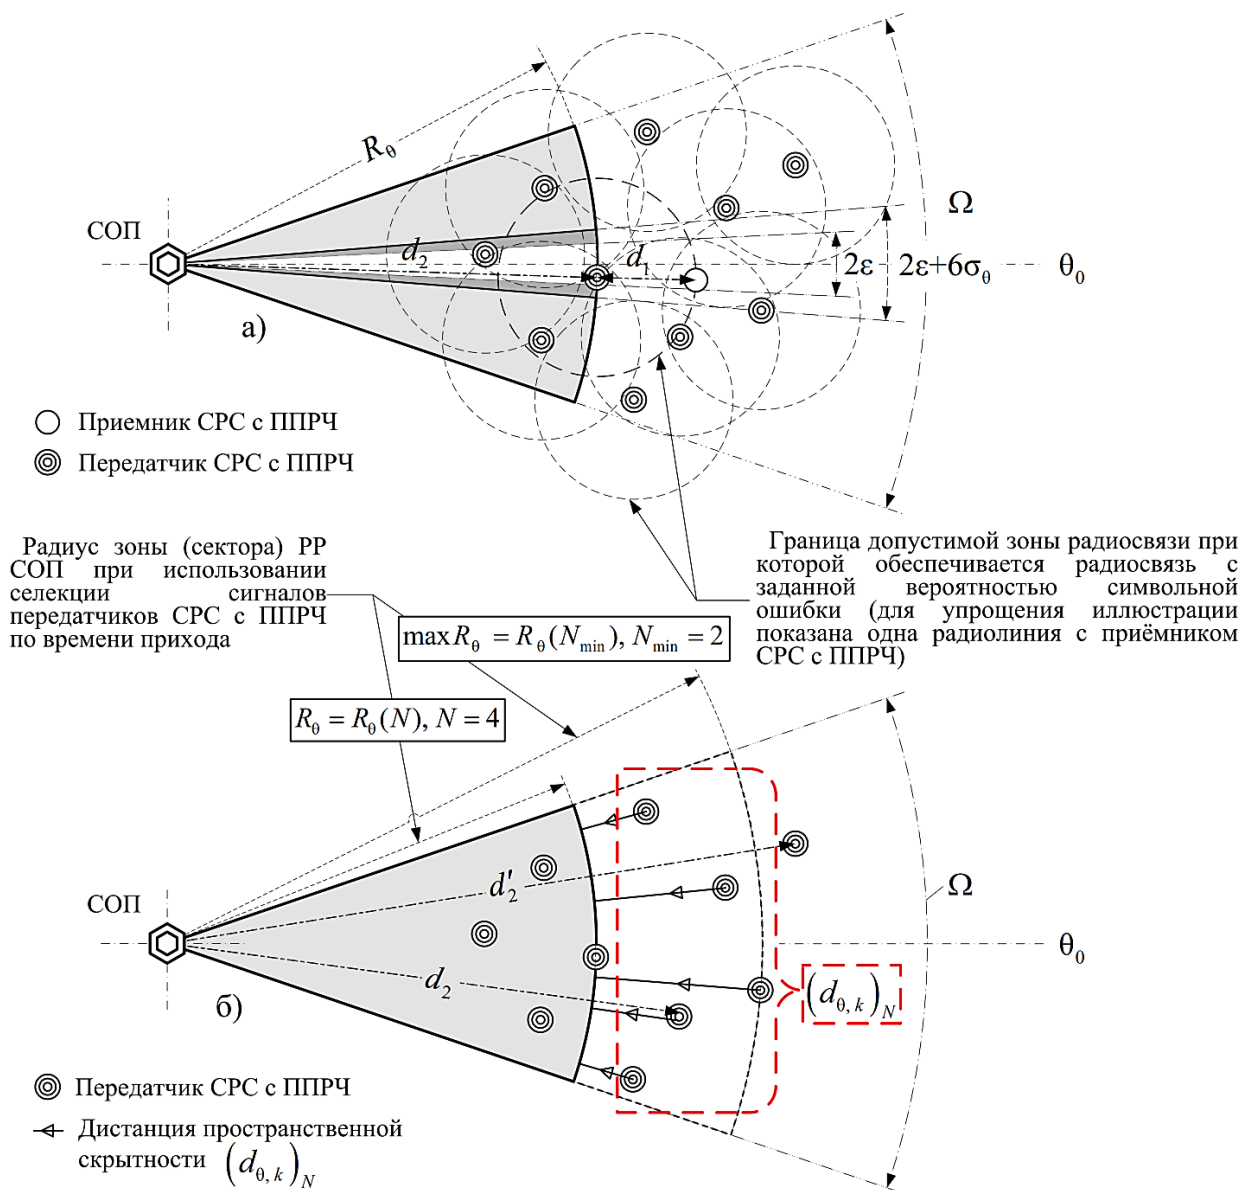 R_θ
Ω
СОП
d_2
d_1
2ε
2ε+6σ_θ
θ_0
а)
Приемник СРС с ППРЧ
Передатчик СРС с ППРЧ
Радиус зоны (сектора) РР
СОП при использовании
селекции сигналов
передатчиков СРС с ППРЧ
по времени прихода
Граница допустимой зоны радиосвязи при
которой обеспечивается радиосвязь с
заданной вероятностью символьной
ошибки (для упрощения иллюстрации
показана одна радиолиния с приёмником
СРС с ППРЧ)
max R_θ = R_θ(N_min), N_min = 2
R_θ = R_θ(N), N = 4
d'_2
Ω
СОП
θ_0
d_2
(d_θ,k)_N
б)
Передатчик СРС с ППРЧ
Дистанция пространственной
скрытности (d_θ,k)_N